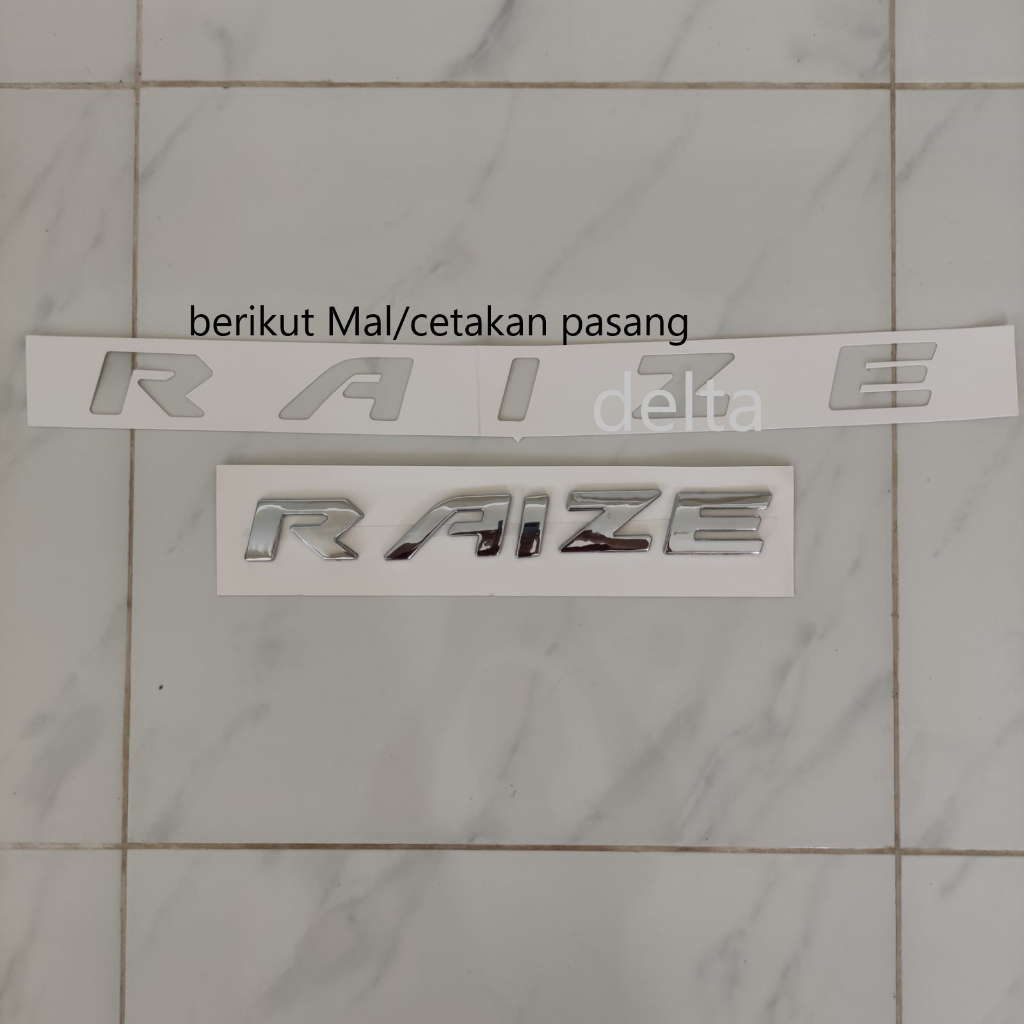 berikut Mal/cetakan pasang
RAIZE
delta
RAIZE